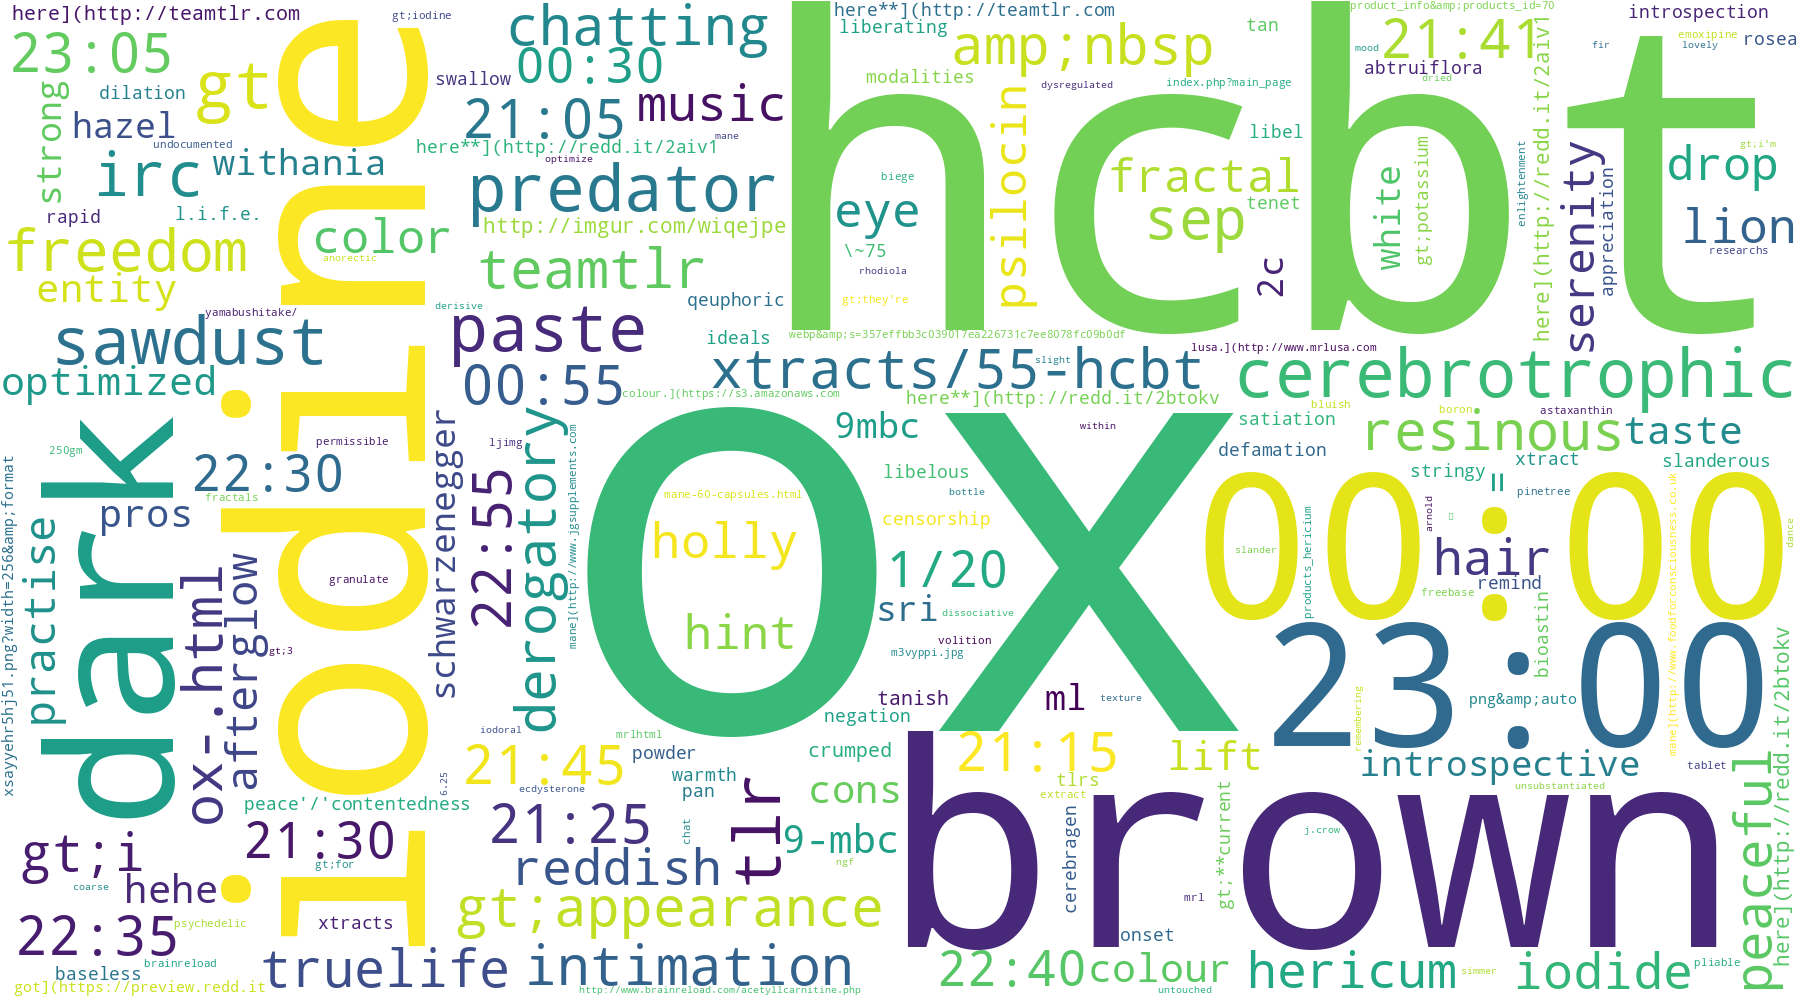 here](http://teamtlr.com
gt;iodine
23:05
gt
strong
dilation
hazel
undocumented
irc
withania
rapid
l.i.f.e.
freedom
color
anorectic
entity
yamabushitake/
sawdust
optimized
iodine
chatting
00:30
swallow
21:05
music
mane
here**](http://redd.it/2aiv1
optimize
predator
http://imgur.com/wiqejpe
teamtlr
qeuphoric
derisive
paste
ideals
00:55
xtracts/55-hcbt
slight
colour.](https://s3.amazonaws.com
here**](http://teamtlr.com
liberating
amp;nbsp
tan
modalities
dysregulated
index.php?main_page
product_info&amp;products_id=70
mood
21:41
abtruiflora
dried
introspection
fir
emoxipine
lovely
rosea
hcbt
psilocin
libel
fractal
sep
tenet
2c
biege
eye
\~75
rhodiola
gt;they're
white
gt;potassium
enlightenment
here](http://redd.it/2aiv1
serenity
appreciation
gt;i'm
drop
lion
researchs
webp&amp;s=357effbb3c039017ea226731c7ee8078fc09b0df
lusa.](http://www.mrlusa.com
cerebrotrophic
here**](http://redd.it/2btokv
9mbc
within
satiation
bluish
boron
astaxanthin
defamation
resinous
taste
stringy
xtract
slanderous
=
pinetree
250gm
dark
permissible
22:30
fractals
pros
xsayyehr5hj51.png?width=256&amp;format
practise
ox-.html
afterglow
granulate
gt;3
schwarzenegger
ljimg
22:55
derogatory
mane](http://www.jgsupplements.com
ox
mane-60-capsules.html
holly
hint
libelous
bottle
censorship
1/20
sri
dissociative
volition
m3vyppi.jpg
tanish
ml
texture
negation
00:00
slander
products_hericium
arnold
hair
remind
freebase
bioastin
mane](http://www.foodforconsciousness.co.uk
dance
23:00
png&amp;auto
remembering
here](http://redd.it/2btokv
iodoral
21:45
mrlhtml
powder
warmth
pan
crumped
21:15
lift
tlrs
extract
introspective
tablet
unsubstantiated
6.25
peace'/'contentedness
21:30
ecdysterone
21:25
chat
tlr
cons
9-mbc
ngf
brown
cerebragen
gt;**current
j.crow
mrl
peaceful
gt;i
gt;for
coarse
hehe
reddish
22:35
psychedelic
xtracts
gt;appearance
onset
baseless
brainreload
truelife
intimation
22:40
colour
hericum
simmer
iodide
pliable
got](https://preview.redd.it
http://www.brainreload.com/acetyllcarnitine.php
untouched